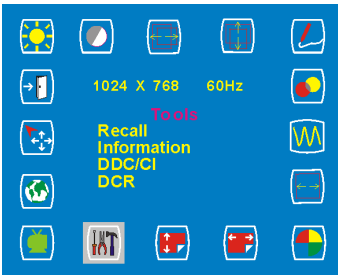 1024 X 768 60Hz
Tools
Recall
Information
DDC/CI
DCR